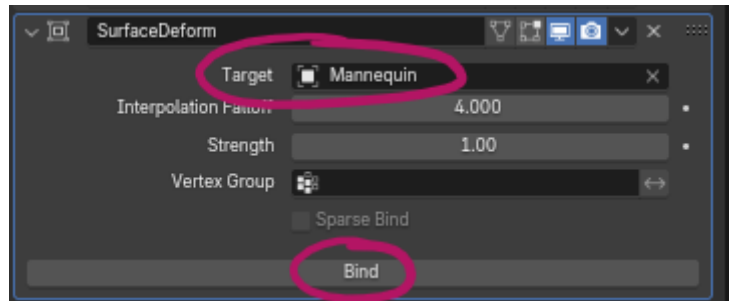 SurfaceDeform
Target Mannequin
Interpolation Falloff 4.000
Strength 1.00
Vertex Group
Sparse Bind
Bind